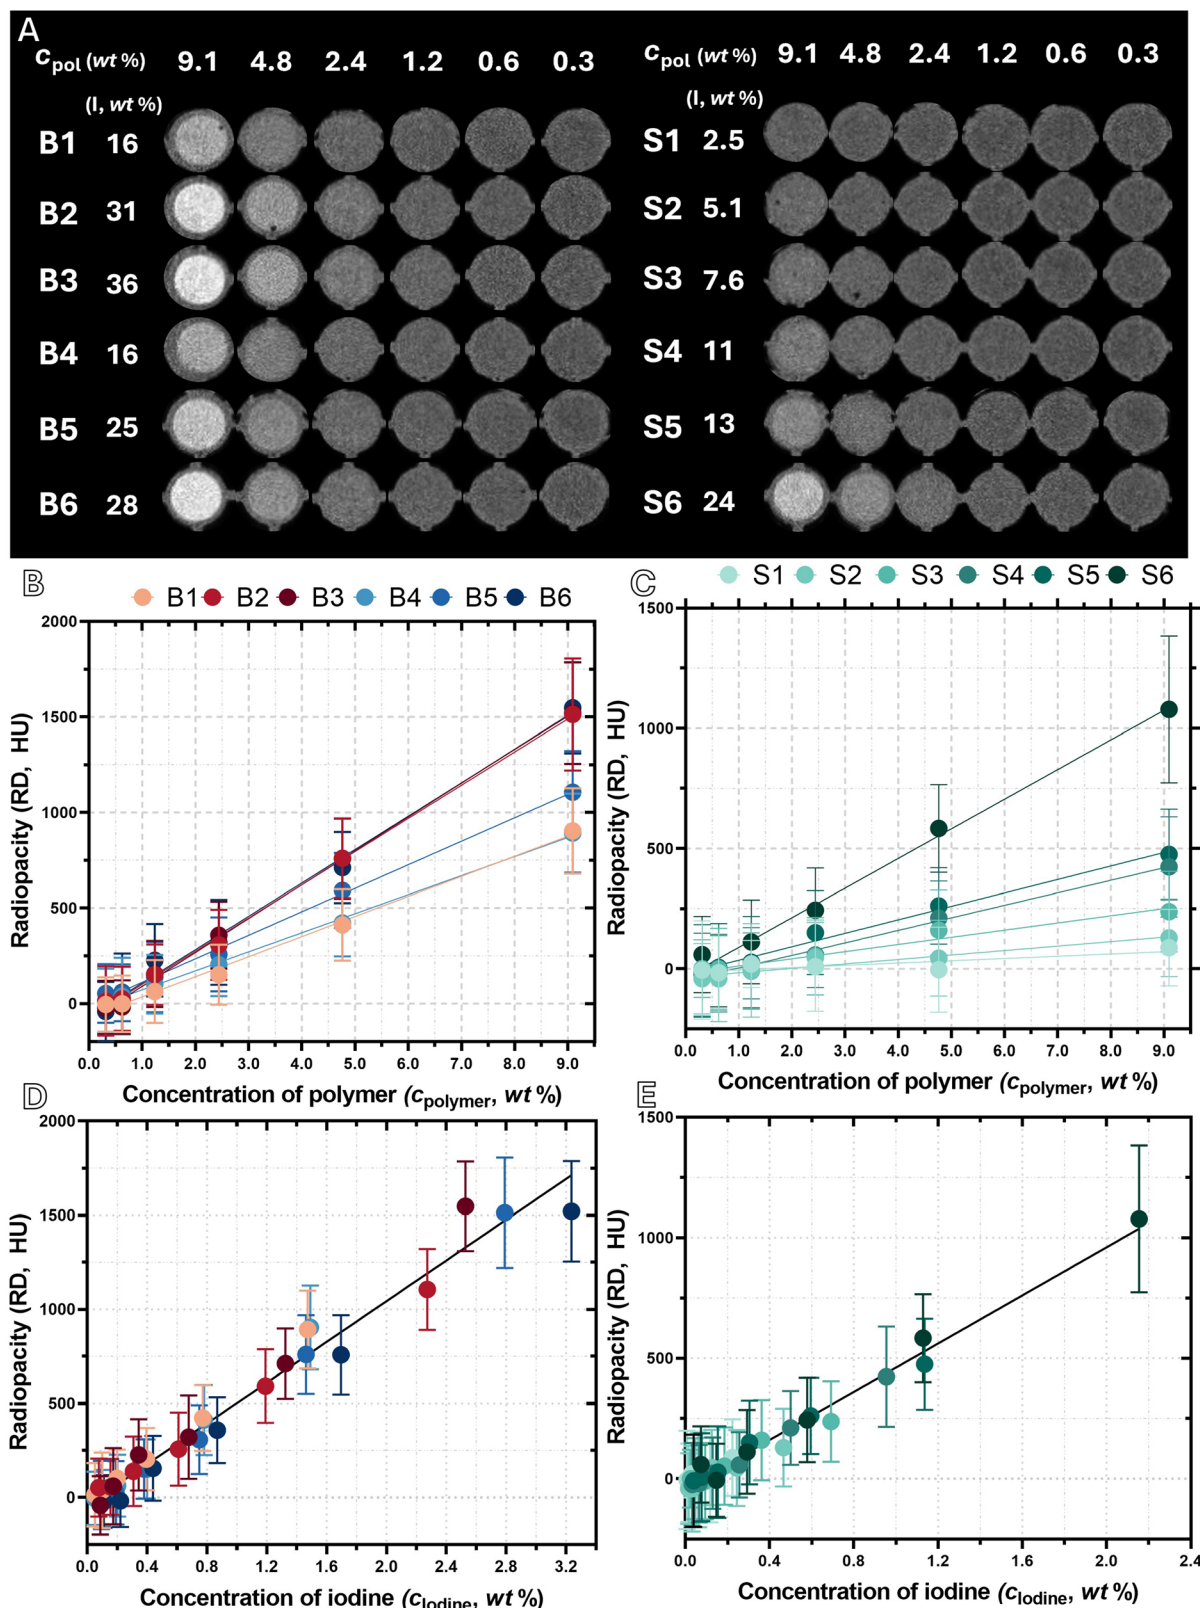 A
cpol (wt %) 9.1 4.8 2.4 1.2 0.6 0.3
(I, wt %)
B1 16
B2 31
B3 36
B4 16
B5 25
B6 28
cpol (wt %) 9.1 4.8 2.4 1.2 0.6 0.3
(I, wt %)
S1 2.5
S2 5.1
S3 7.6
S4 11
S5 13
S6 24
B
B1 B2 B3 B4 B5 B6
2000
1500
1000
500
0
Radiopacity (RD, HU)
0.0 1.0 2.0 3.0 4.0 5.0 6.0 7.0 8.0 9.0
Concentration of polymer (cpolymer, wt %)
C
S1 S2 S3 S4 S5 S6
1500
1000
500
0
Radiopacity (RD, HU)
0.0 1.0 2.0 3.0 4.0 5.0 6.0 7.0 8.0 9.0
Concentration of polymer (cpolymer, wt %)
D
2000
1500
1000
500
0
Radiopacity (RD, HU)
0.0 0.4 0.8 1.2 1.6 2.0 2.4 2.8 3.2
Concentration of iodine (cIodine, wt %)
E
1500
1000
500
0
Radiopacity (RD, HU)
0.0 0.4 0.8 1.2 1.6 2.0 2.4
Concentration of iodine (cIodine, wt %)